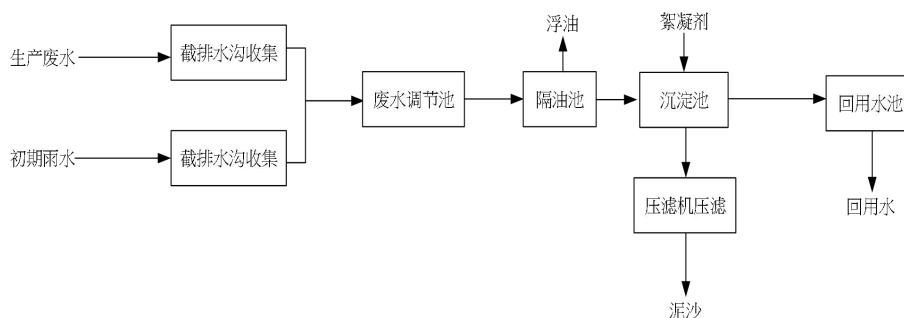 浮油
絮凝剂
生产废水
截排水沟收集
废水调节池
隔油池
沉淀池
回用水池
初期雨水
截排水沟收集
压滤机压滤
回用水
泥沙